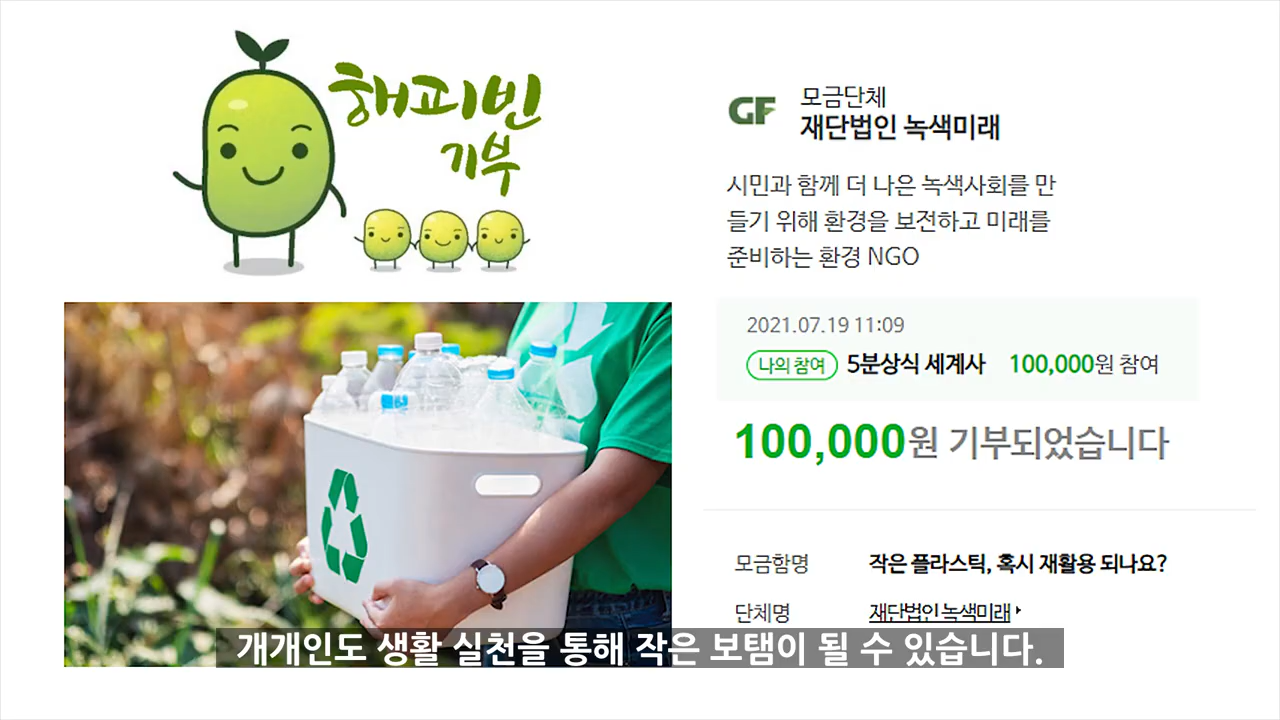 해피빈
기부
GF
모금단체
재단법인 녹색미래
시민과 함께 더 나은 녹색사회를 만
들기 위해 환경을 보전하고 미래를
준비하는 환경 NGO
2021.07.19 11:09
나의 참여 5분상식 세계사 100,000원 참여
100,000원 기부되었습니다
모금함명 작은 플라스틱, 혹시 재활용 되나요?
단체명 재단법인 녹색미래
개개인도 생활 실천을 통해 작은 보탬이 될 수 있습니다.